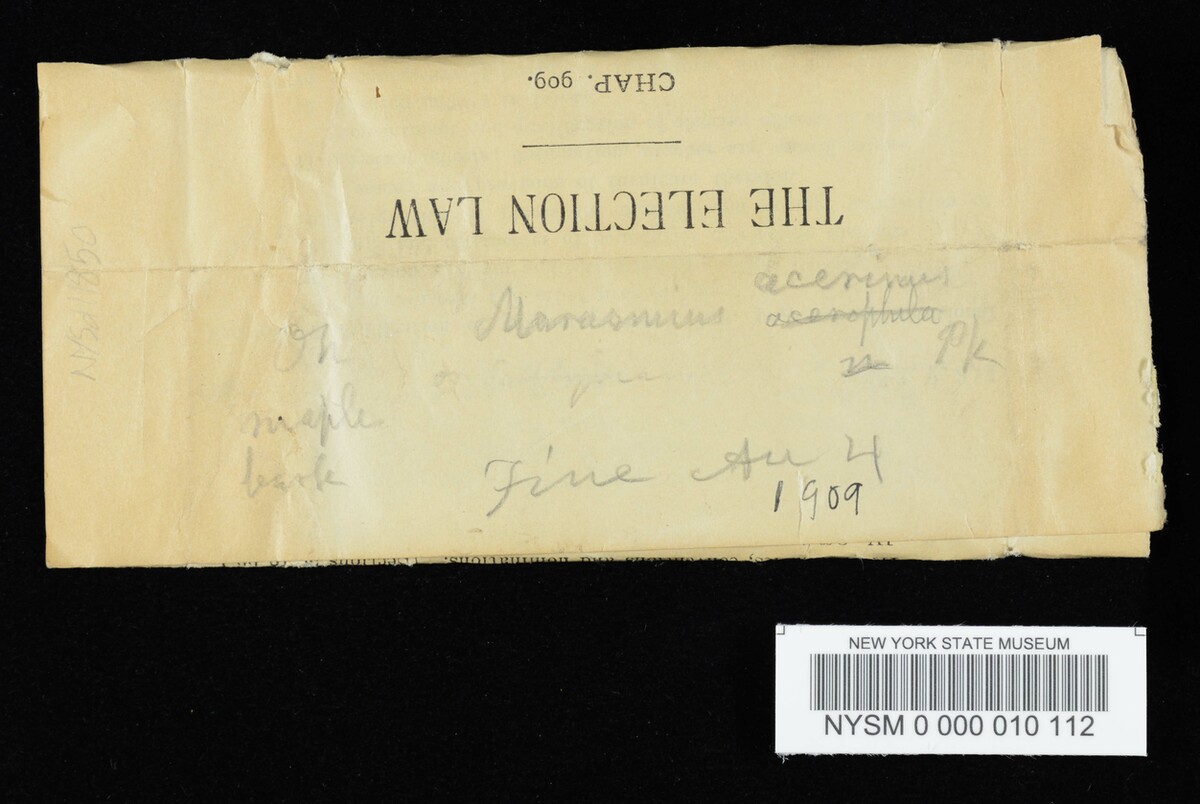 CHAP. 909.
THE ELECTION LAW
NYSd1850
acerinus
Marasmius acerophila
On
n Pk
maple
bark
Fine Au 4
1909
NEW YORK STATE MUSEUM
NYSM 0 000 010 112